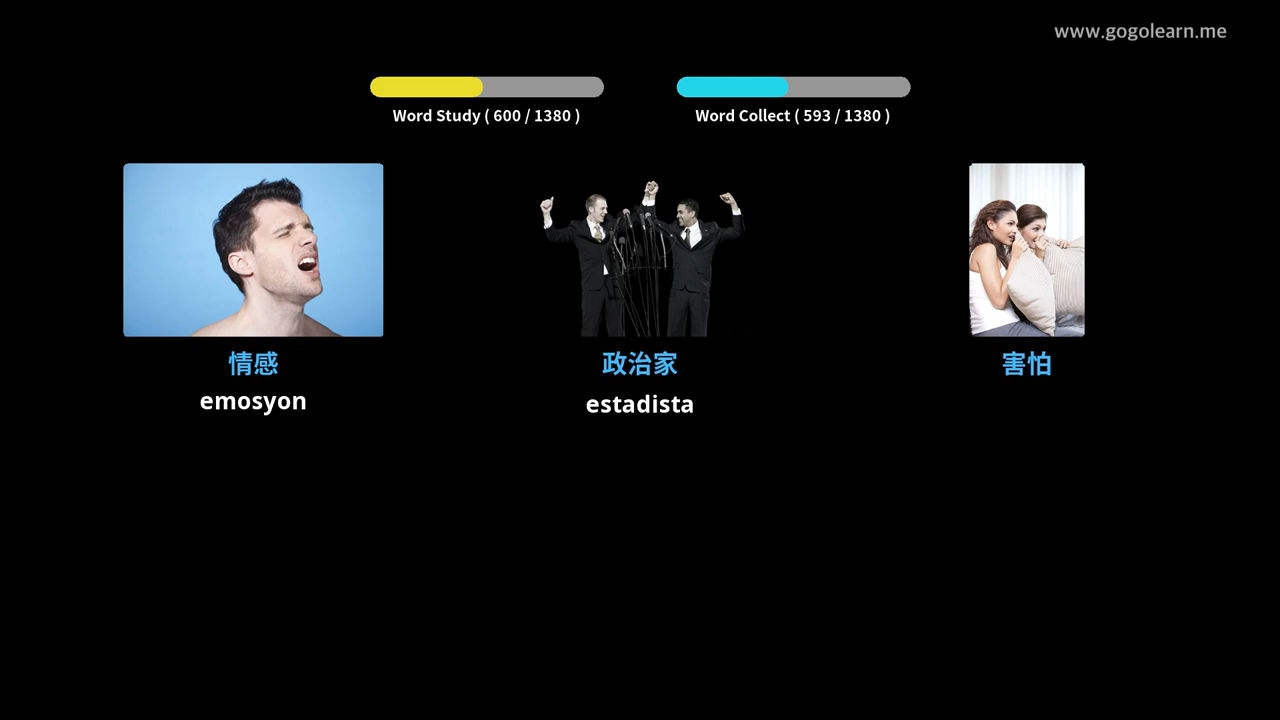 www.gogolearn.me
Word Study ( 600 / 1380 )
Word Collect ( 593 / 1380 )
情感
emosyon
政治家
estadista
害怕